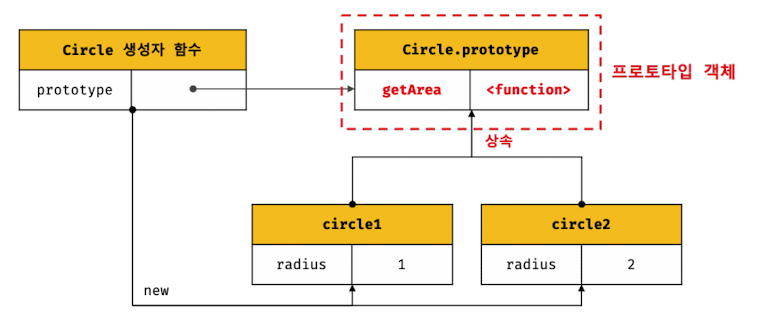 Circle 생성자 함수
prototype
Circle.prototype
getArea
<function>
프로토타입 객체
상속
circle1
radius
1
circle2
radius
2
new